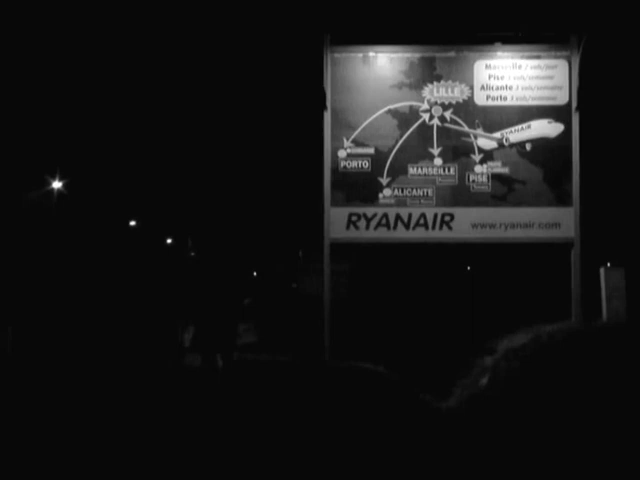 Marseille
Pise
Alicante
Porto
LILLE
RYANAIR
PORTO
MARSEILLE
PISE
ALICANTE
RYANAIR www.ryanair.com